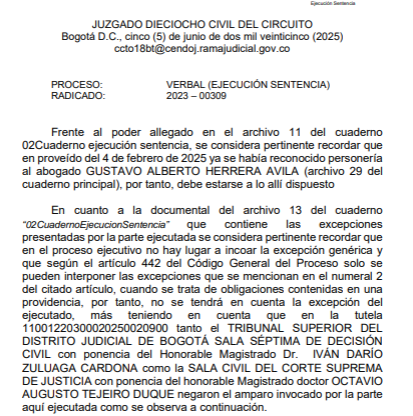 Ejecución Sentencia
JUZGADO DIECIOCHO CIVIL DEL CIRCUITO
Bogotá D.C., cinco (5) de junio de dos mil veinticinco (2025)
ccto18bt@cendoj.ramajudicial.gov.co
PROCESO: VERBAL (EJECUCIÓN SENTENCIA)
RADICADO: 2023 – 00309
Frente al poder allegado en el archivo 11 del cuaderno
02Cuaderno ejecución sentencia, se considera pertinente recordar que
en proveído del 4 de febrero de 2025 ya se había reconocido personería
al abogado GUSTAVO ALBERTO HERRERA AVILA (archivo 29 del
cuaderno principal), por tanto, debe estarse a lo allí dispuesto
En cuanto a la documental del archivo 13 del cuaderno
“02CuadernoEjecucionSentencia” que contiene las excepciones
presentadas por la parte ejecutada se considera pertinente recordar que
en el proceso ejecutivo no hay lugar a incoar la excepción genérica y
que según el artículo 442 del Código General del Proceso solo se
pueden interponer las excepciones que se mencionan en el numeral 2
del citado artículo, cuando se trata de obligaciones contenidas en una
providencia, por tanto, no se tendrá en cuenta la excepción del
ejecutado, más teniendo en cuenta que en la tutela
11001220300020250020900 tanto el TRIBUNAL SUPERIOR DEL
DISTRITO JUDICIAL DE BOGOTÁ SALA SÉPTIMA DE DECISIÓN
CIVIL con ponencia del Honorable Magistrado Dr. IVÁN DARÍO
ZULUAGA CARDONA como la SALA CIVIL DEL CORTE SUPREMA
DE JUSTICIA con ponencia del honorable Magistrado doctor OCTAVIO
AUGUSTO TEJEIRO DUQUE negaron el amparo invocado por la parte
aquí ejecutada como se observa a continuación.